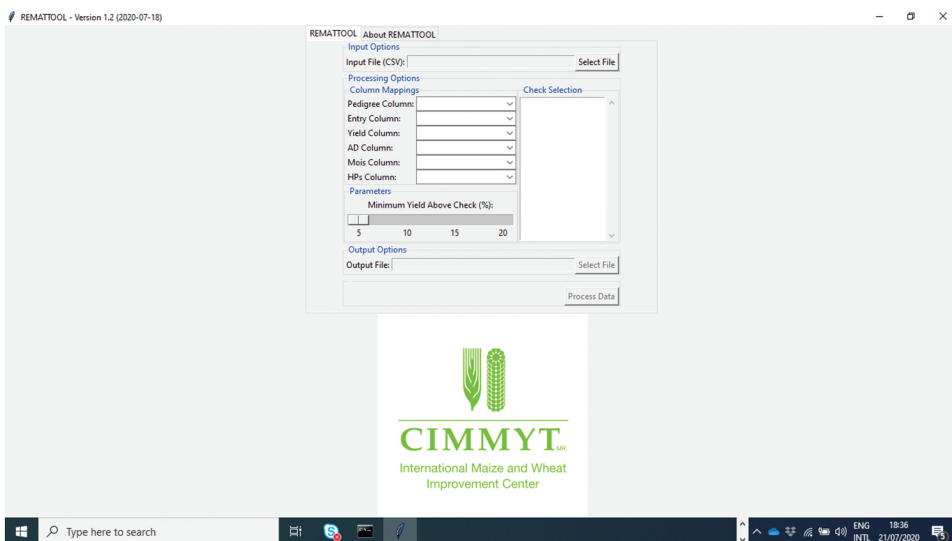 REMATTOOL - Version 1.2 (2020-07-18)
REMATTOOL About REMATTOOL
Input Options
Input File (CSV): Select File
Processing Options
Column Mappings
Check Selection
Pedigree Column:
Entry Column:
Yield Column:
AD Column:
Mois Column:
HPs Column:
Parameters
Minimum Yield Above Check (%):
5 10 15 20
Output Options
Output File: Select File
Process Data
CIMMYT MR
International Maize and Wheat
Improvement Center
Type here to search
ENG 18:36
INTL 21/07/2020
5